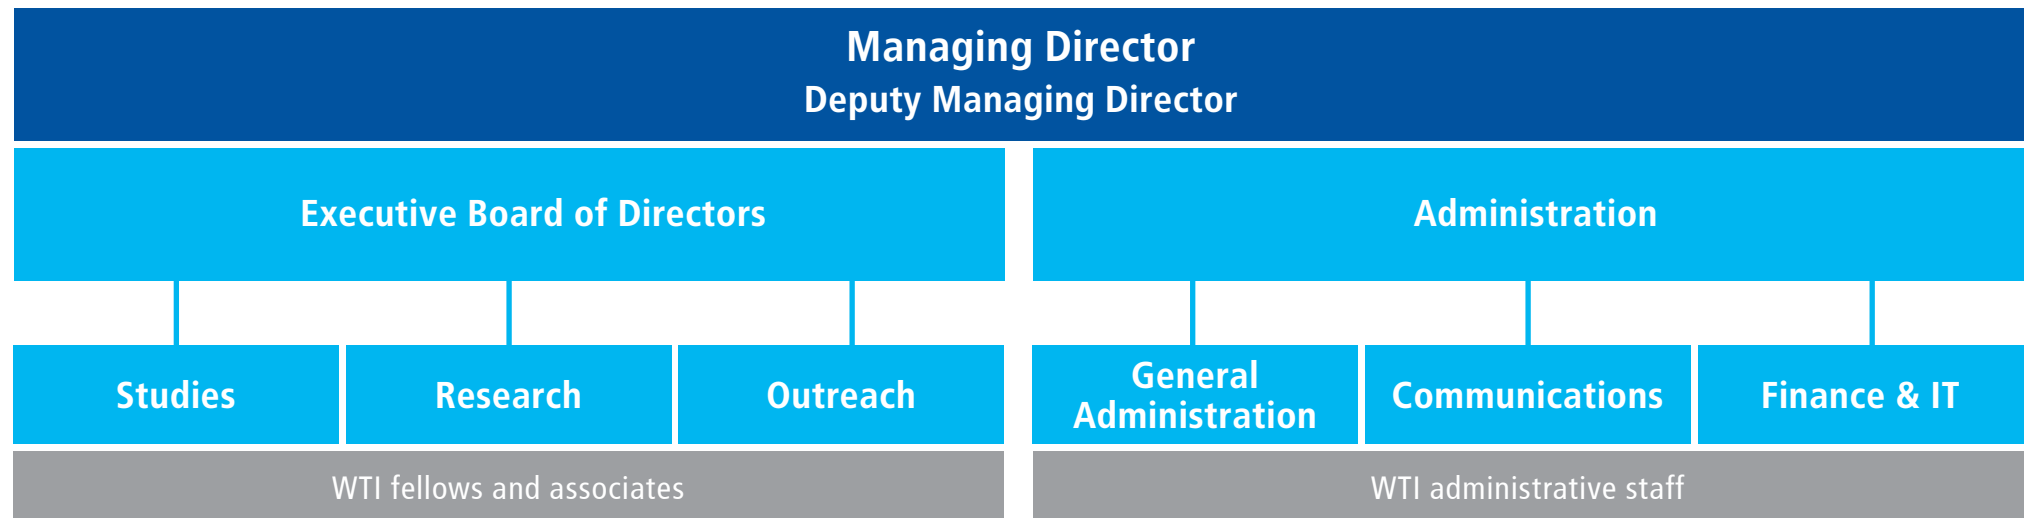 Managing Director
Deputy Managing Director
Executive Board of Directors
Administration
Studies
Research
Outreach
General
Administration
Communications
Finance & IT
WTI fellows and associates
WTI administrative staff